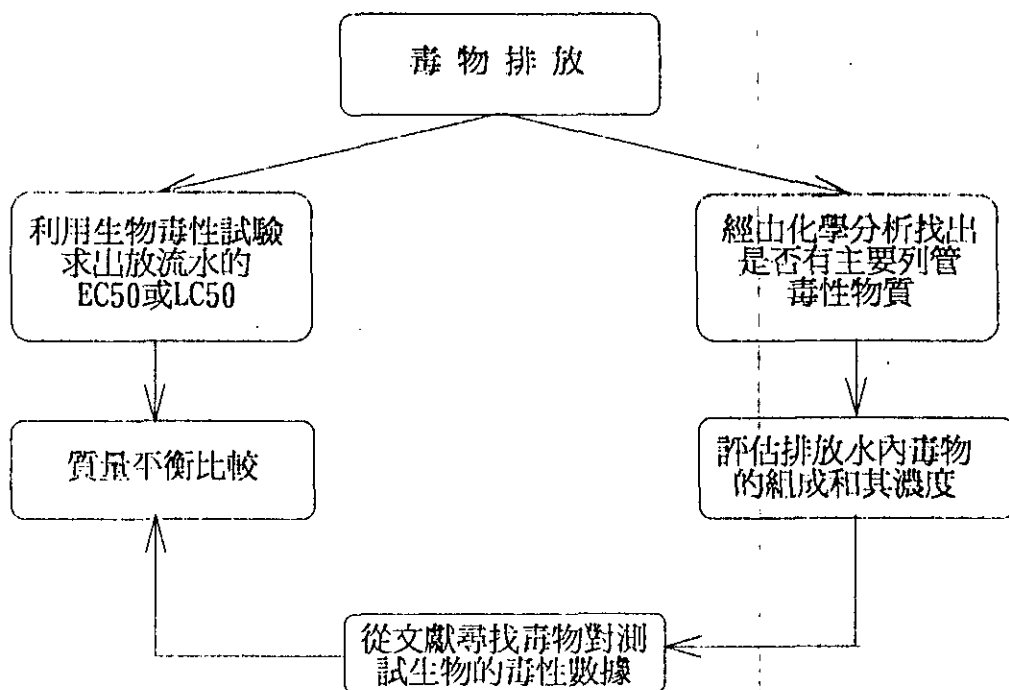 毒物排放
利用生物毒性試驗
求出放流水的
EC50或LC50
經由化學分析找出
是否有主要列管
毒性物質
質量平衡比較
評估排放水內毒物
的組成和其濃度
從文獻尋找毒物對測
試生物的毒性數據